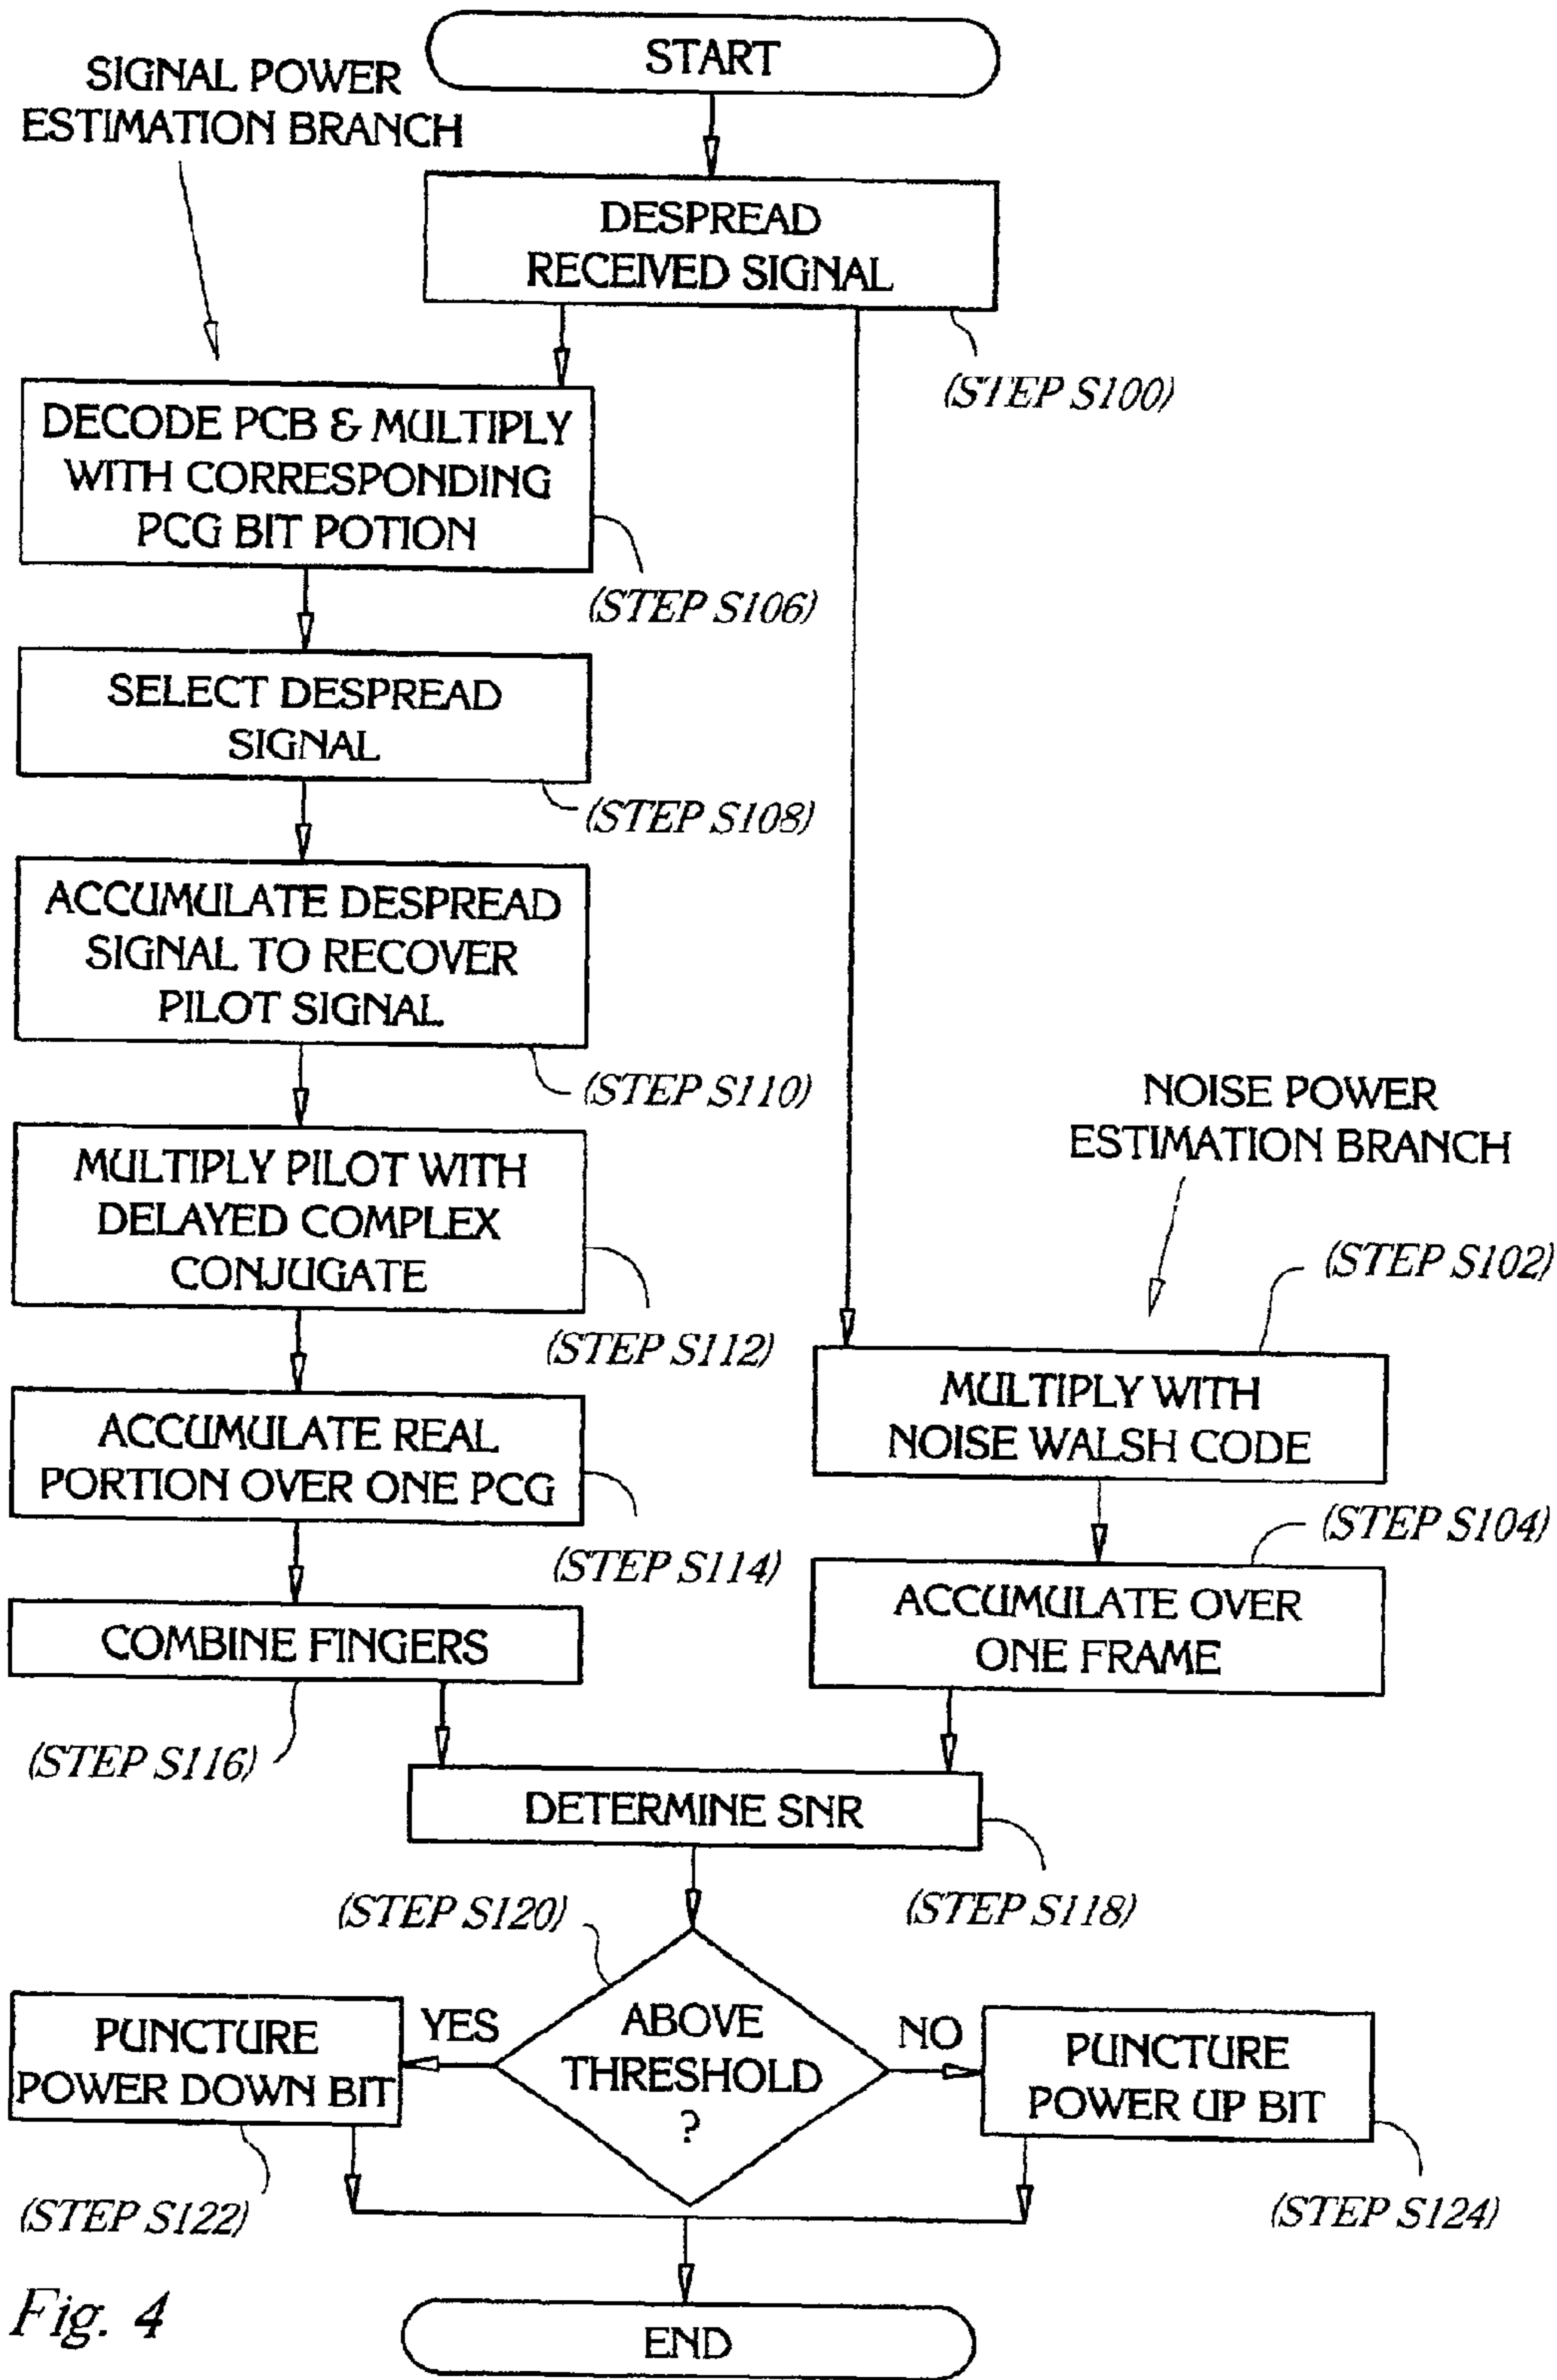 START
SIGNAL POWER
ESTIMATION BRANCH
DESPREAD
RECEIVED SIGNAL
(STEP S100)
DECODE PCB & MULTIPLY
WITH CORRESPONDING
PCG BIT POTION
(STEP S106)
SELECT DESPREAD
SIGNAL
(STEP S108)
ACCUMULATE DESPREAD
SIGNAL TO RECOVER
PILOT SIGNAL
(STEP S110)
MULTIPLY PILOT WITH
DELAYED COMPLEX
CONJUGATE
(STEP S112)
ACCUMULATE REAL
PORTION OVER ONE PCG
(STEP S114)
COMBINE FINGERS
(STEP S116)
NOISE POWER
ESTIMATION BRANCH
(STEP S102)
MULTIPLY WITH
NOISE WALSH CODE
(STEP S104)
ACCUMULATE OVER
ONE FRAME
DETERMINE SNR
(STEP S118)
(STEP S120)
ABOVE
THRESHOLD
?
YES
PUNCTURE
POWER DOWN BIT
(STEP S122)
NO
PUNCTURE
POWER UP BIT
(STEP S124)
END
Fig. 4